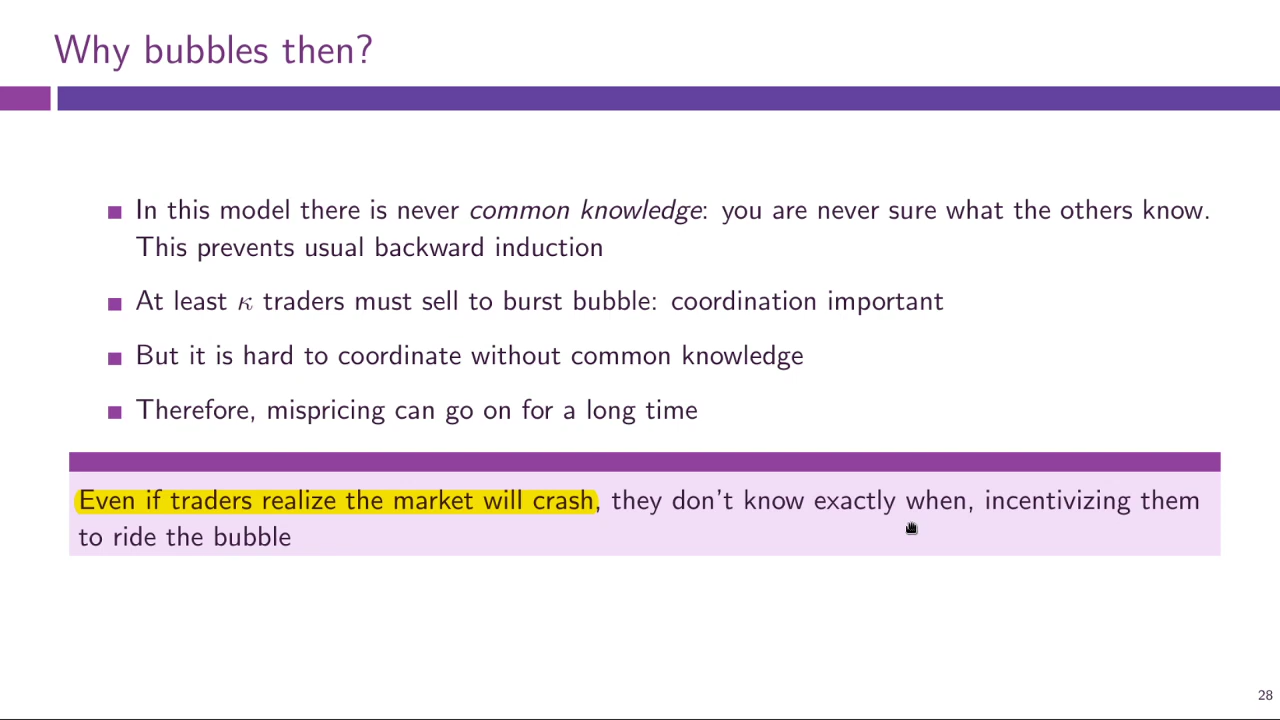 Why bubbles then?
In this model there is never common knowledge: you are never sure what the others know.
This prevents usual backward induction
At least κ traders must sell to burst bubble: coordination important
But it is hard to coordinate without common knowledge
Therefore, mispricing can go on for a long time
Even if traders realize the market will crash, they don't know exactly when, incentivizing them
to ride the bubble
28